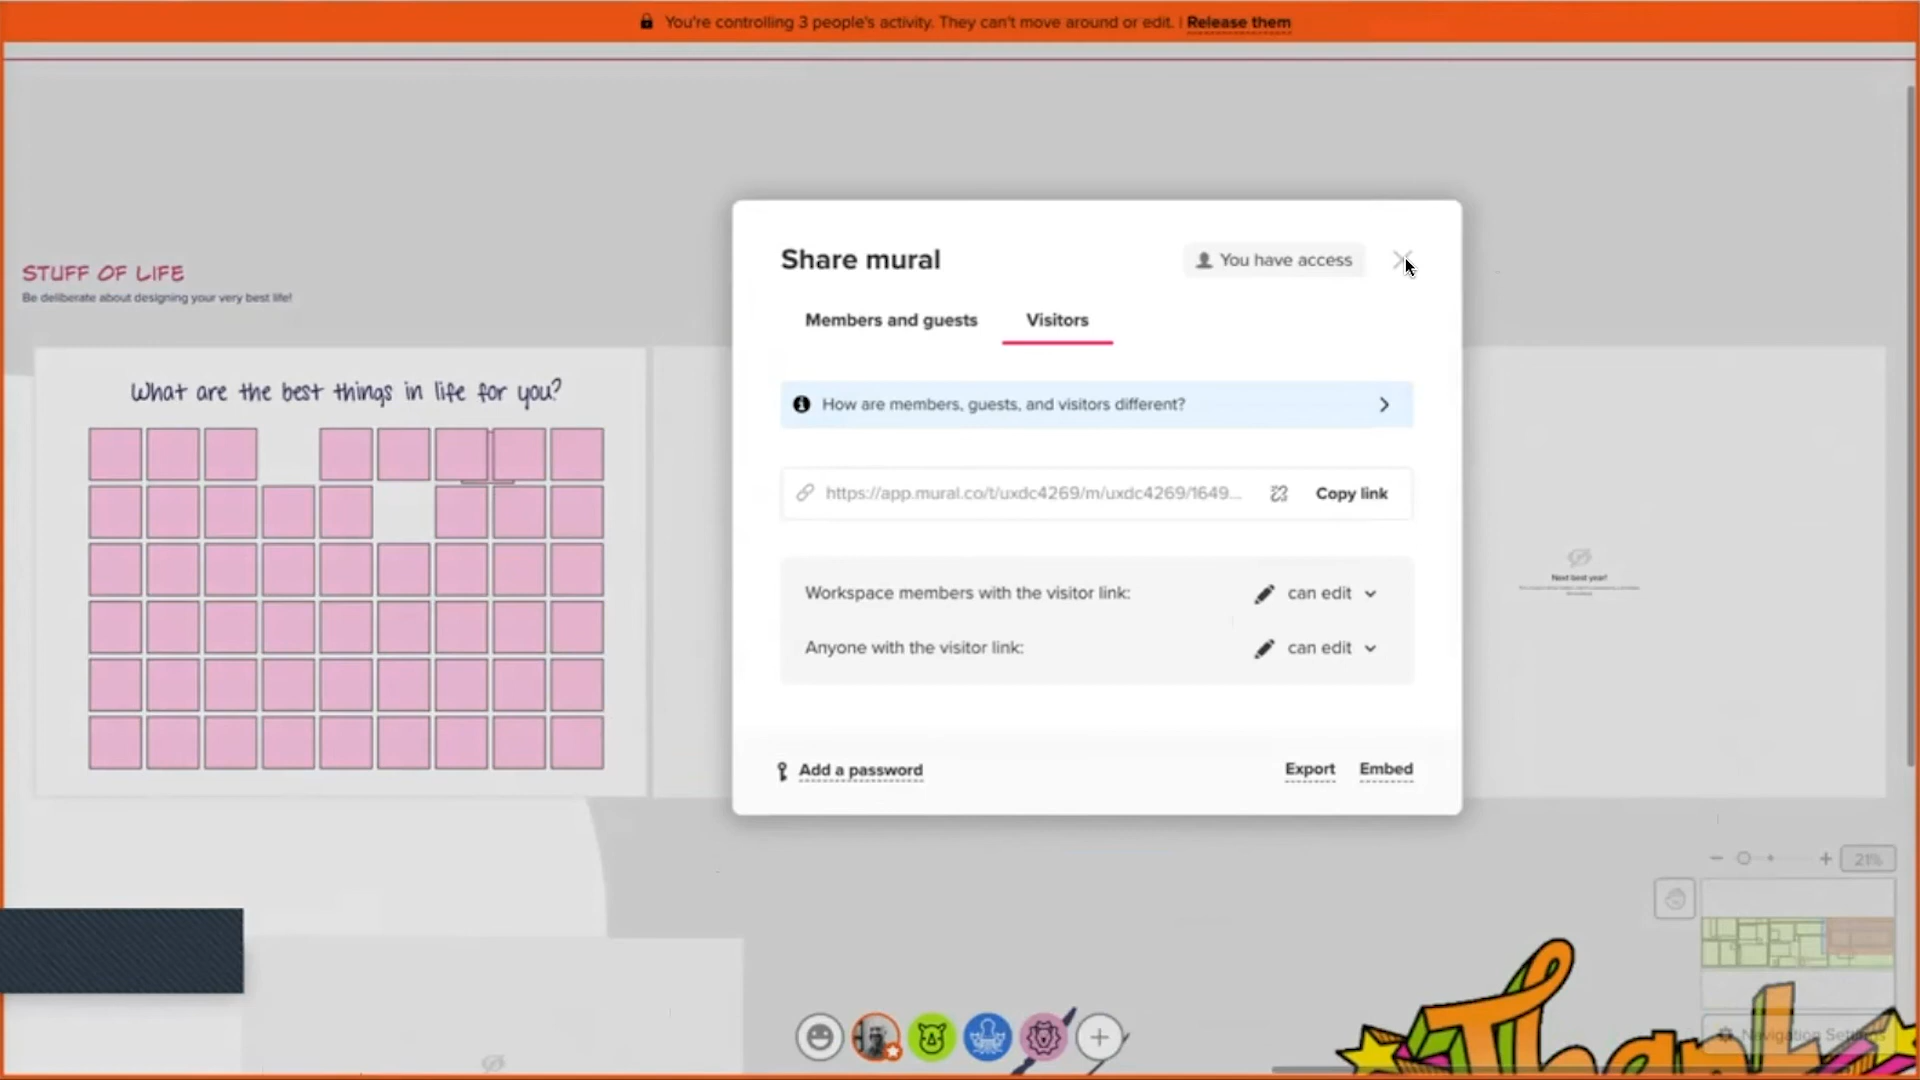 You're controlling 3 people's activity. They can't move around or edit. | Release them
Share mural
You have access
STUFF OF LIFE
Be deliberate about designing your very best life!
Members and guests
Visitors
What are the best things in life for you?
How are members, guests, and visitors different?
https://app.mural.co/t/uxdc4269/m/uxdc4269/1649...
Copy link
Next best year!
Workspace members with the visitor link:
can edit
Anyone with the visitor link:
can edit
Add a password
Export
Embed
21%
Thank